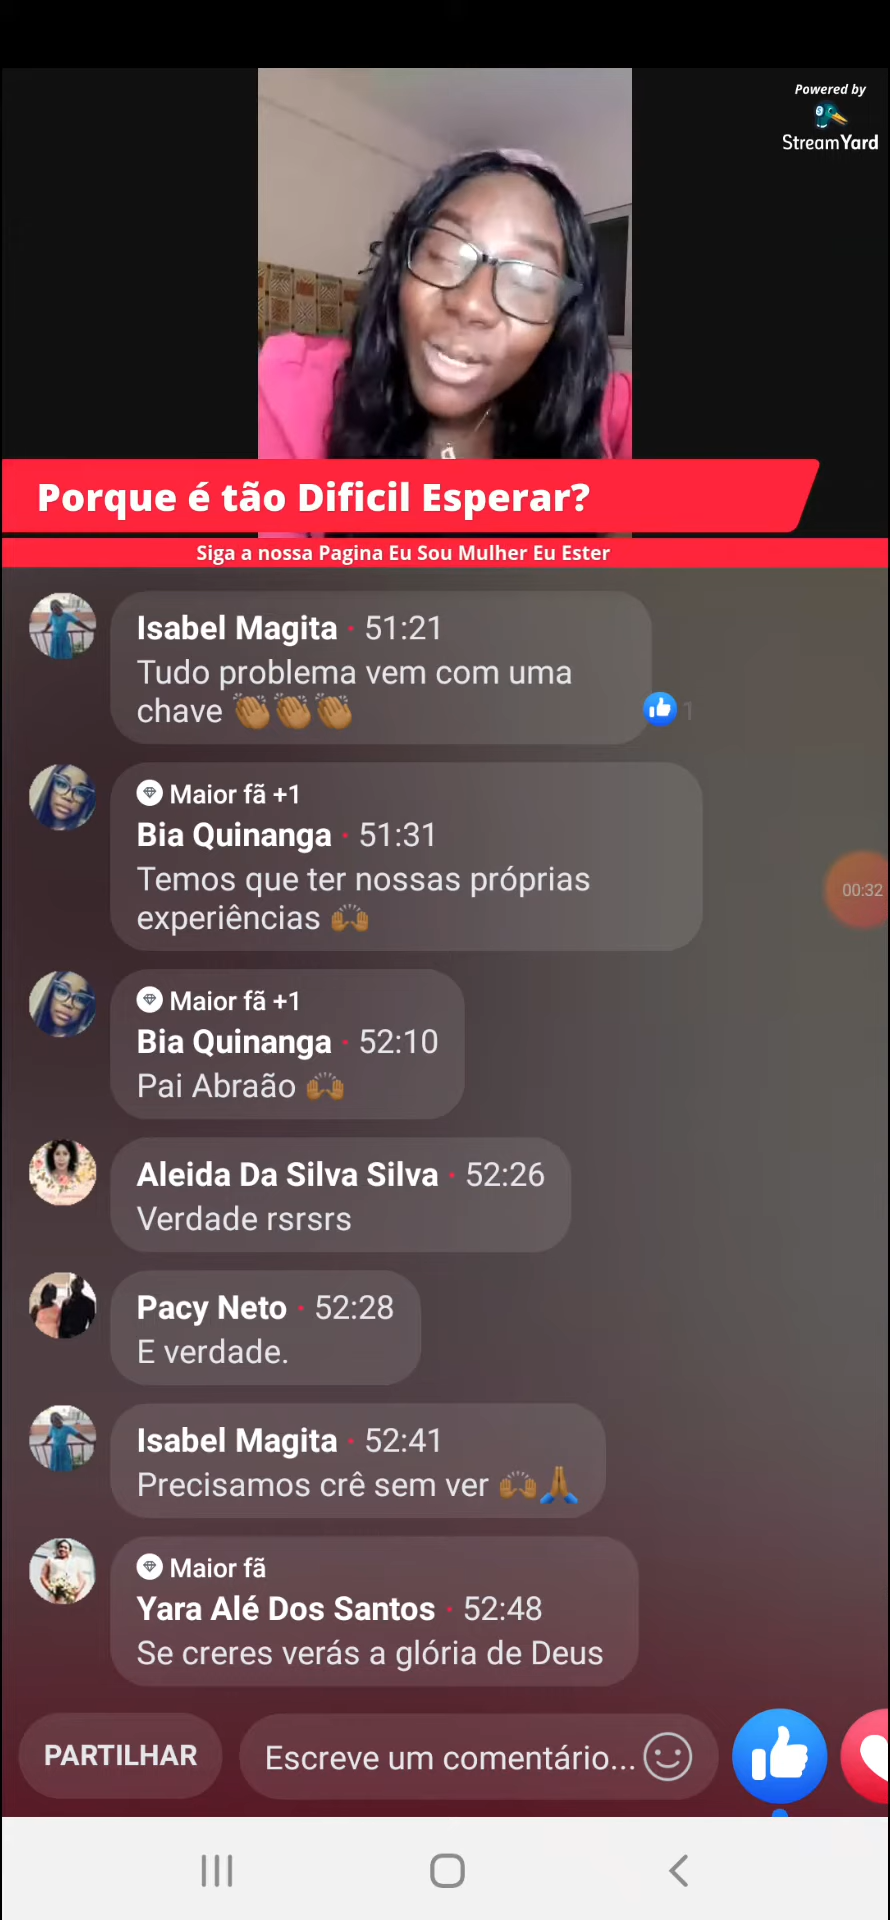 Powered by
StreamYard
Porque é tão Dificil Esperar?
Siga a nossa Pagina Eu Sou Mulher Eu Ester
Isabel Magita · 51:21
Tudo problema vem com uma
chave 👏🏾👏🏾👏🏾
1
Maior fã +1
Bia Quinanga · 51:31
Temos que ter nossas próprias
experiências 🙌🏾
00:32
Maior fã +1
Bia Quinanga · 52:10
Pai Abraão 🙌🏾
Aleida Da Silva Silva · 52:26
Verdade rsrsrs
Pacy Neto · 52:28
E verdade.
Isabel Magita · 52:41
Precisamos crê sem ver 🙌🏾🙏🏾
Maior fã
Yara Alé Dos Santos · 52:48
Se creres verás a glória de Deus
PARTILHAR
Escreve um comentário...